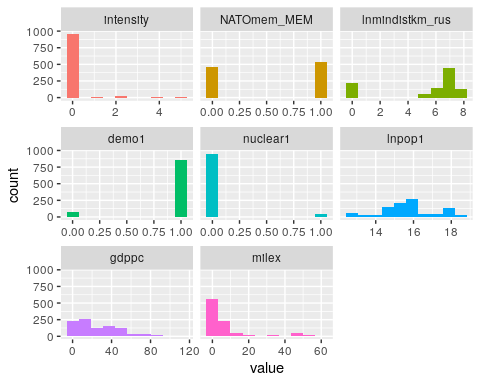 intensity NATOmem_MEM lnmindistkm_rus
1000
750
500
250
0
0 2 4 0.00 0.25 0.50 0.75 1.00 0 2 4 6 8
demo1 nuclear1 lnpop1
1000
750
500
250
0
0.00 0.25 0.50 0.75 1.00 0.00 0.25 0.50 0.75 1.00 14 16 18
gdppc milex
1000
750
500
250
0
0 40 80 120 0 20 40 60
count
value